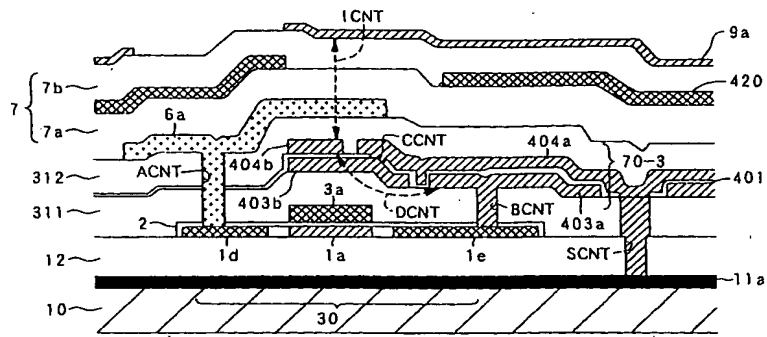 ICNT
9a
7b
7
420
6a
7a
CCNT
404a
ACNT
404b
70-3
312
403b
401
3a
DCNT
BCNT
403a
311
2
SCNT
1d
1a
1e
12
11a
10
30